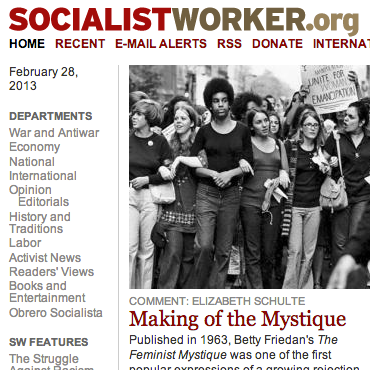 SOCIALISTWORKER.org
HOME RECENT E-MAIL ALERTS RSS DONATE INTERNAT
February 28,
2013
DEPARTMENTS
War and Antiwar
Economy
National
International
Opinion
Editorials
History and
Traditions
Labor
Activist News
Readers' Views
Books and
Entertainment
Obrero Socialista
SW FEATURES
The Struggle
Against Racism
UNITE FOR
WOMAN
EMANCIPATION
COMMENT: ELIZABETH SCHULTE
Making of the Mystique
Published in 1963, Betty Friedan's The
Feminist Mystique was one of the first
popular expressions of a growing rejection